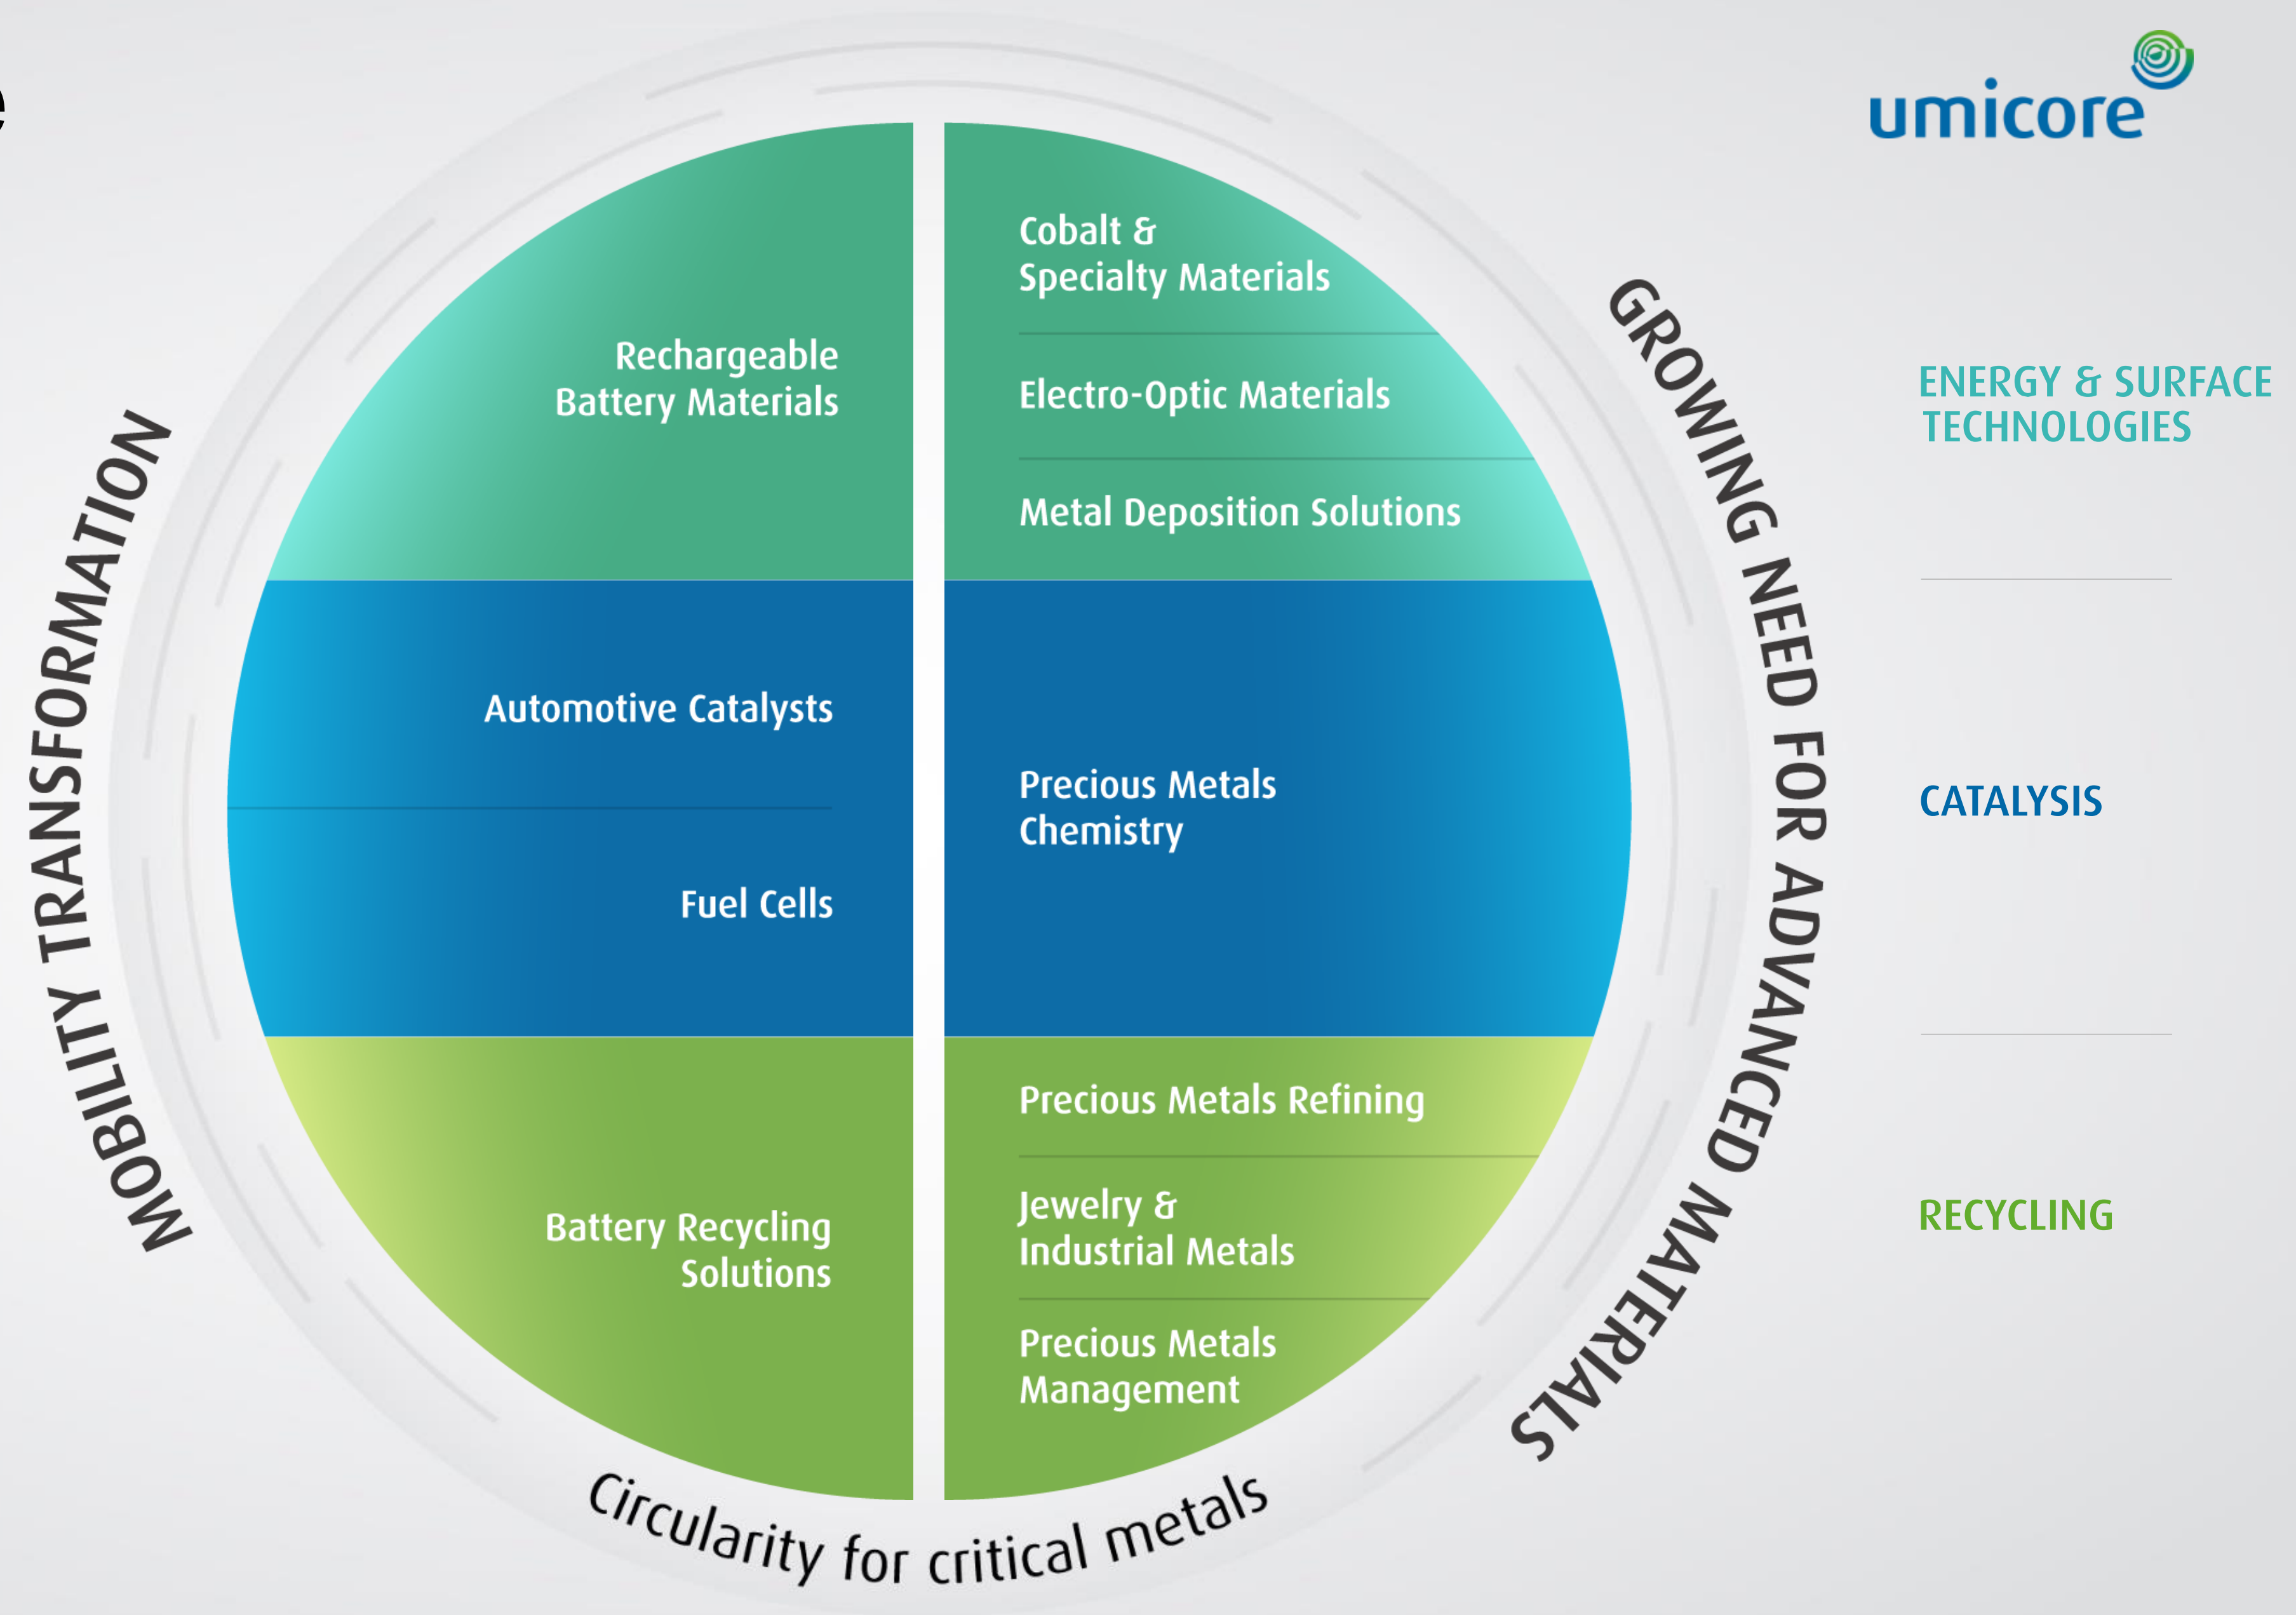 e
umicore
MOBILITY TRANSFORMATION
Rechargeable
Battery Materials
Automotive Catalysts
Fuel Cells
Battery Recycling
Solutions
Cobalt &
Specialty Materials
Electro-Optic Materials
Metal Deposition Solutions
Precious Metals
Chemistry
Precious Metals Refining
Jewelry &
Industrial Metals
Precious Metals
Management
GROWING NEED FOR ADVANCED MATERIALS
Circularity for critical metals
ENERGY & SURFACE
TECHNOLOGIES
CATALYSIS
RECYCLING